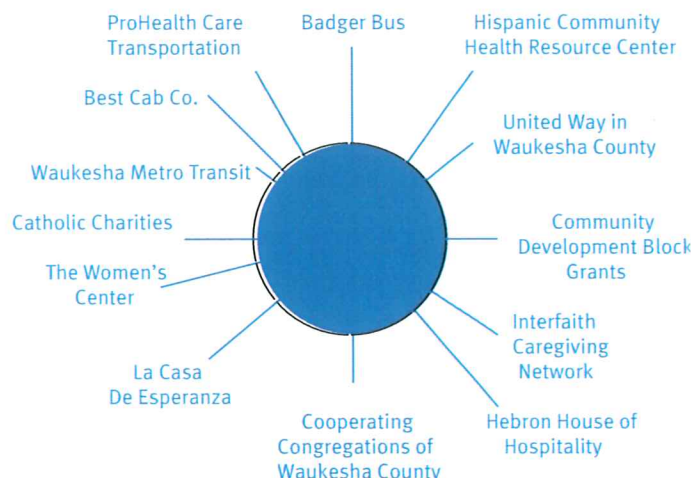 ProHealth Care
Transportation
Badger Bus
Hispanic Community
Health Resource Center
Best Cab Co.
United Way in
Waukesha County
Waukesha Metro Transit
Catholic Charities
Community
Development Block
Grants
The Women's
Center
Interfaith
Caregiving
Network
La Casa
De Esperanza
Cooperating
Congregations of
Waukesha County
Hebron House of
Hospitality